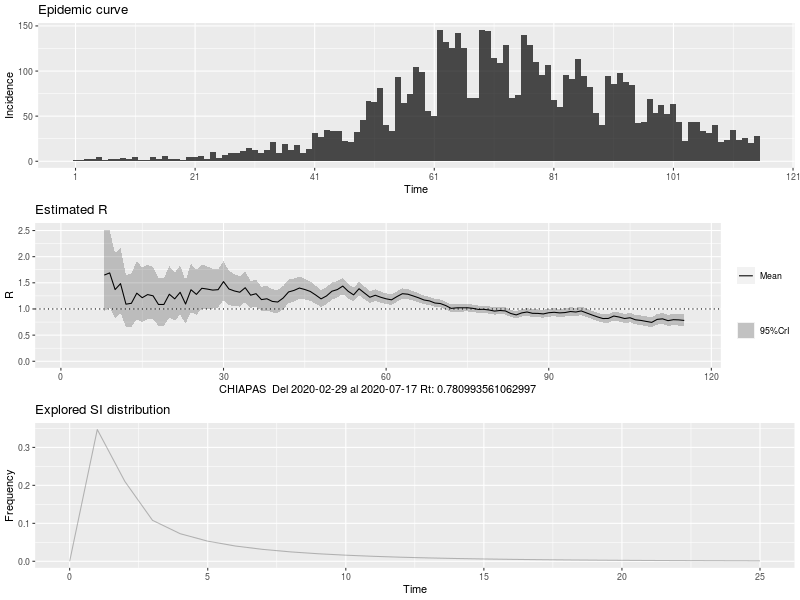 Epidemic curve
150
100
50
0
Incidence
1 21 41 61 81 101 121
Time
Estimated R
2.5
2.0
1.5
1.0
0.5
0.0
R
Mean
95%CrI
0 30 60 90 120
CHIAPAS Del 2020-02-29 al 2020-07-17 Rt: 0.780993561062997
Explored SI distribution
0.3
0.2
0.1
0.0
Frequency
0 5 10 15 20 25
Time